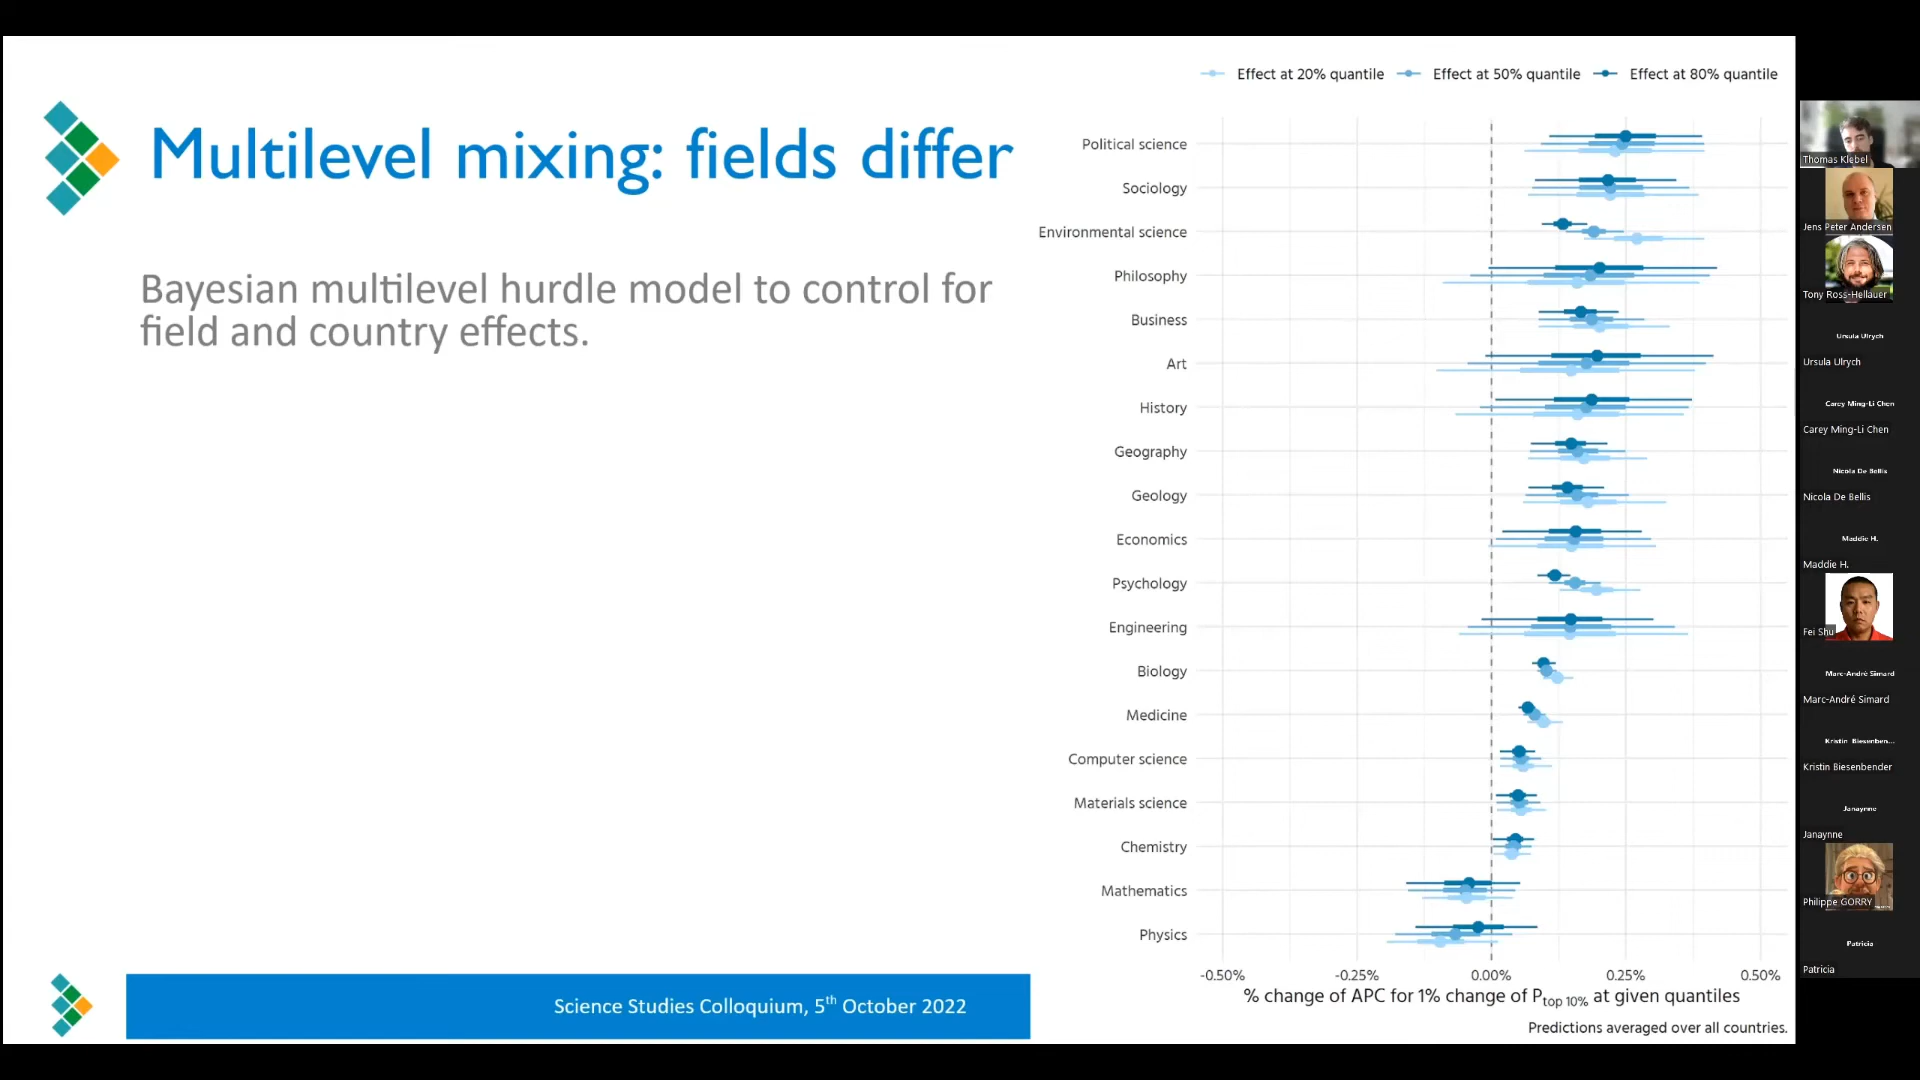 Multilevel mixing: fields differ
Bayesian multilevel hurdle model to control for
field and country effects.
Science Studies Colloquium, 5th October 2022
Effect at 20% quantile
Effect at 50% quantile
Effect at 80% quantile
Political science
Sociology
Environmental science
Philosophy
Business
Art
History
Geography
Geology
Economics
Psychology
Engineering
Biology
Medicine
Computer science
Materials science
Chemistry
Mathematics
Physics
-0.50%
-0.25%
0.00%
0.25%
0.50%
% change of APC for 1% change of Ptop 10% at given quantiles
Predictions averaged over all countries.
Thomas Klebel
Jens Peter Andersen
Tony Ross-Hellauer
Ursula Ulrych
Ursula Ulrych
Carey Ming-Li Chen
Carey Ming-Li Chen
Nicola De Bellis
Nicola De Bellis
Maddie H.
Maddie H.
Fei Shu
Marc-André Simard
Marc-André Simard
Kristin Biesenben...
Kristin Biesenbender
Janaynne
Janaynne
Philippe GORRY
Patricia
Patricia